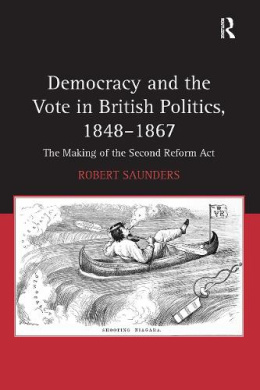 R
Democracy and the
Vote in British Politics,
1848–1867
The Making of the Second Reform Act
ROBERT SAUNDERS
SHOOTING NIAGARA.